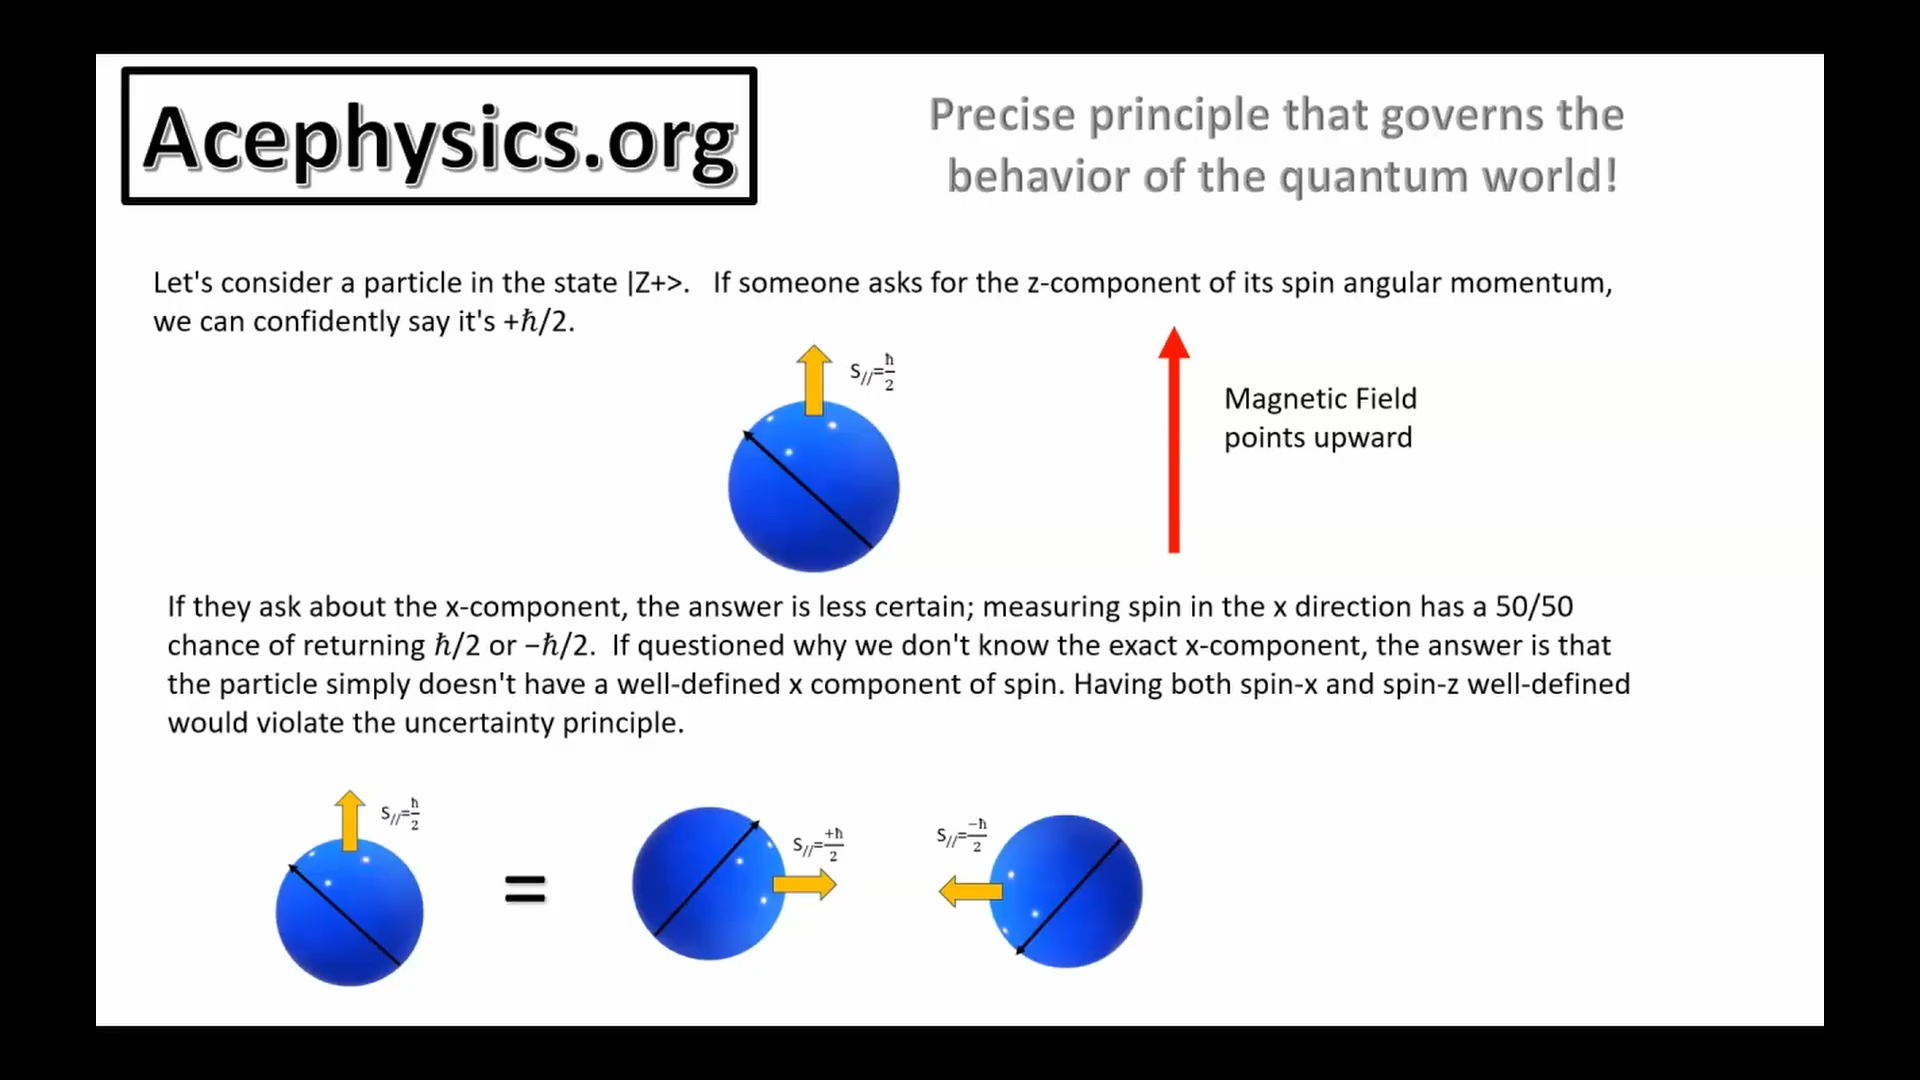 Acephysics.org
Precise principle that governs the
behavior of the quantum world!
Let's consider a particle in the state |Z+>. If someone asks for the z-component of its spin angular momentum,
we can confidently say it's +ℏ/2.
S//=ħ/2
Magnetic Field
points upward
If they ask about the x-component, the answer is less certain; measuring spin in the x direction has a 50/50
chance of returning ℏ/2 or −ℏ/2. If questioned why we don't know the exact x-component, the answer is that
the particle simply doesn't have a well-defined x component of spin. Having both spin-x and spin-z well-defined
would violate the uncertainty principle.
S//=ħ/2
=
S//=+ħ/2
S//=−ħ/2